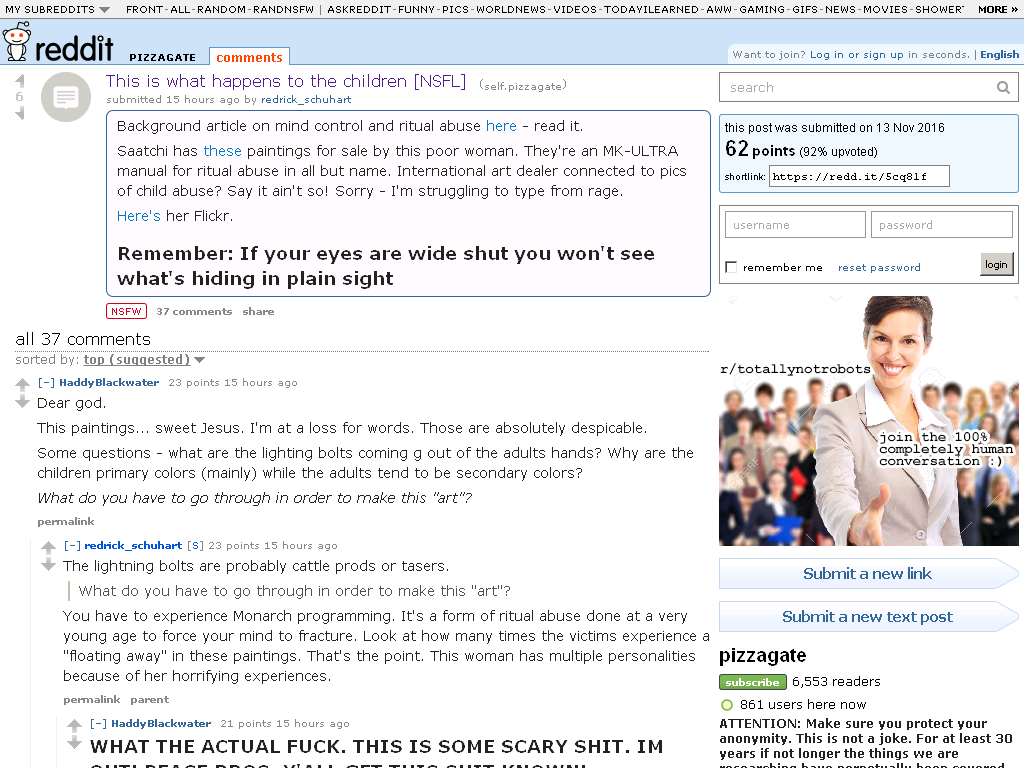 MY SUBREDDITS FRONT-ALL-RANDOM-RANDNSFW | ASKREDDIT-FUNNY-PICS-WORLDNEWS-VIDEOS-TODAYILEARNED-AWW-GAMING-GIFS-NEWS-MOVIES-SHOWER MORE »
reddit PIZZAGATE comments
Want to join? Log in or sign up in seconds. | English
This is what happens to the children [NSFL] (self.pizzagate)
6
submitted 15 hours ago by redrick_schuhart
Background article on mind control and ritual abuse here - read it.
Saatchi has these paintings for sale by this poor woman. They're an MK-ULTRA
manual for ritual abuse in all but name. International art dealer connected to pics
of child abuse? Say it ain't so! Sorry - I'm struggling to type from rage.
Here's her Flickr.
Remember: If your eyes are wide shut you won't see
what's hiding in plain sight
NSFW 37 comments share
all 37 comments
sorted by: top (suggested)
[-] HaddyBlackwater 23 points 15 hours ago
Dear god.
This paintings... sweet Jesus. I'm at a loss for words. Those are absolutely despicable.
Some questions - what are the lighting bolts coming g out of the adults hands? Why are the
children primary colors (mainly) while the adults tend to be secondary colors?
What do you have to go through in order to make this "art"?
permalink
[-] redrick_schuhart [S] 23 points 15 hours ago
The lightning bolts are probably cattle prods or tasers.
What do you have to go through in order to make this "art"?
You have to experience Monarch programming. It's a form of ritual abuse done at a very
young age to force your mind to fracture. Look at how many times the victims experience a
"floating away" in these paintings. That's the point. This woman has multiple personalities
because of her horrifying experiences.
permalink parent
[-] HaddyBlackwater 21 points 15 hours ago
WHAT THE ACTUAL FUCK. THIS IS SOME SCARY SHIT. IM
OUT! PEACE BROS. Y'ALL GET THIS SHIT KNOWN!
search
this post was submitted on 13 Nov 2016
62 points (92% upvoted)
shortlink: https://redd.it/5cq81f
username password
remember me reset password login
r/totallynotrobots
join the 100%
completely human
conversation :)
Submit a new link
Submit a new text post
pizzagate
subscribe 6,553 readers
861 users here now
ATTENTION: Make sure you protect your
anonymity. This is not a joke. For at least 30
years if not longer the things we are
researching have perpetually been covered